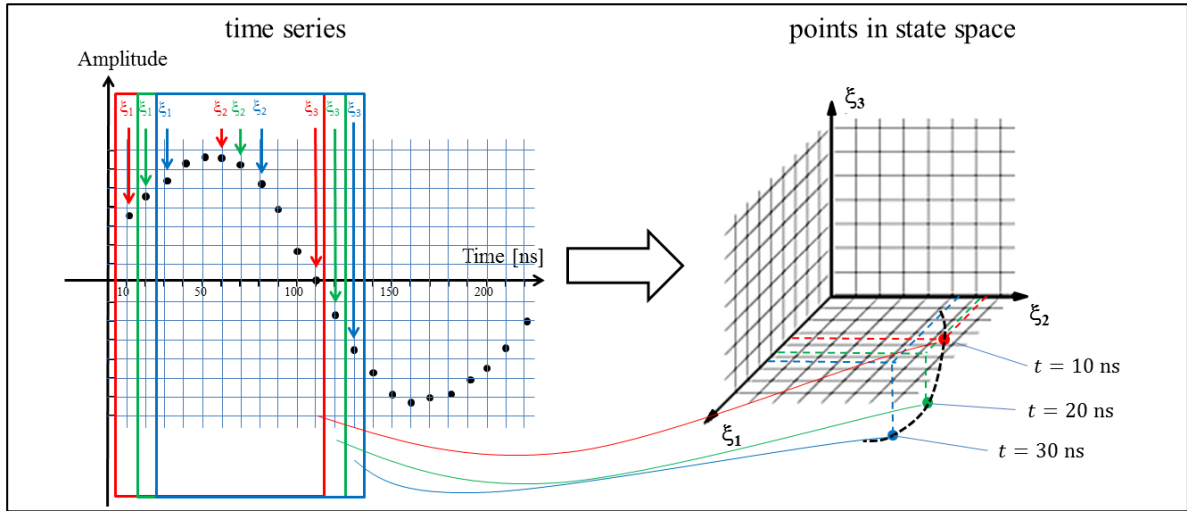 time series
points in state space
Amplitude
ξ1 ξ1 ξ1 ξ2 ξ2 ξ2 ξ3 ξ3 ξ3
Time [ns]
10 50 100 150 200
ξ3
ξ2
ξ1
t = 10 ns
t = 20 ns
t = 30 ns